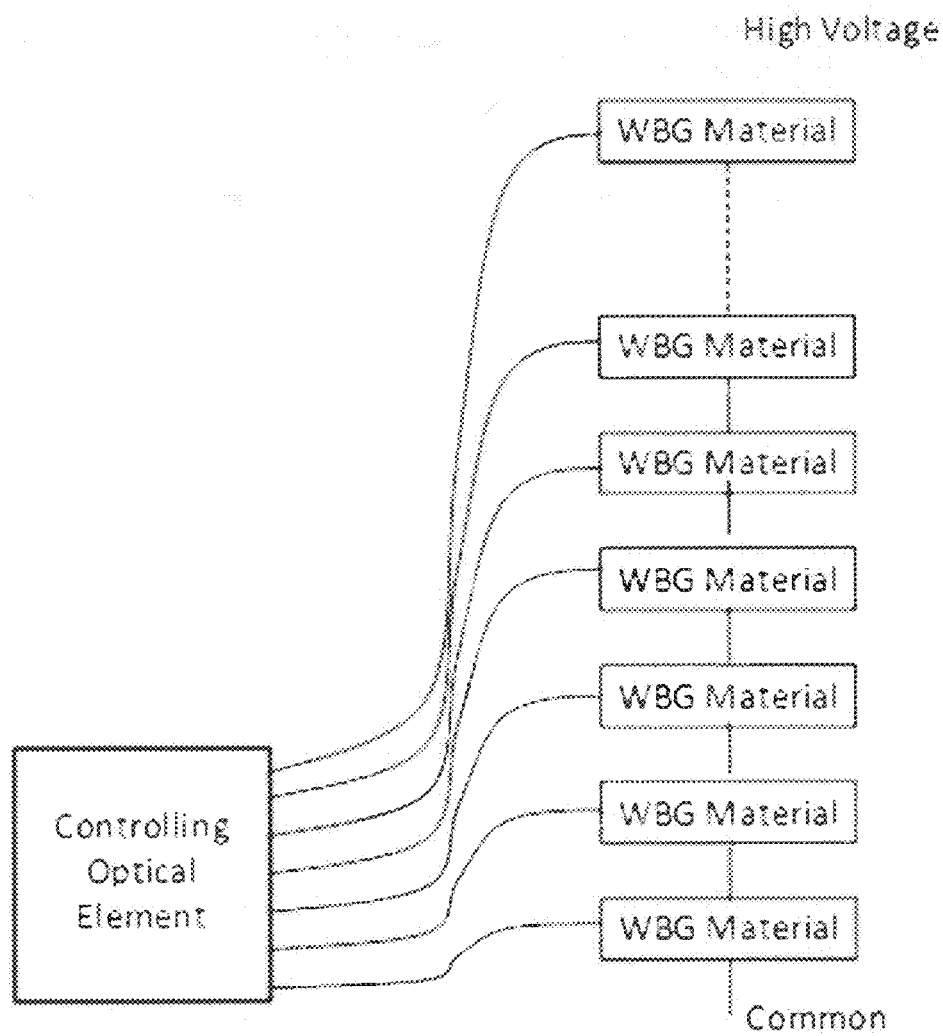 High Voltage
WBG Material
WBG Material
WBG Material
WBG Material
WBG Material
WBG Material
WBG Material
Controlling
Optical
Element
Common